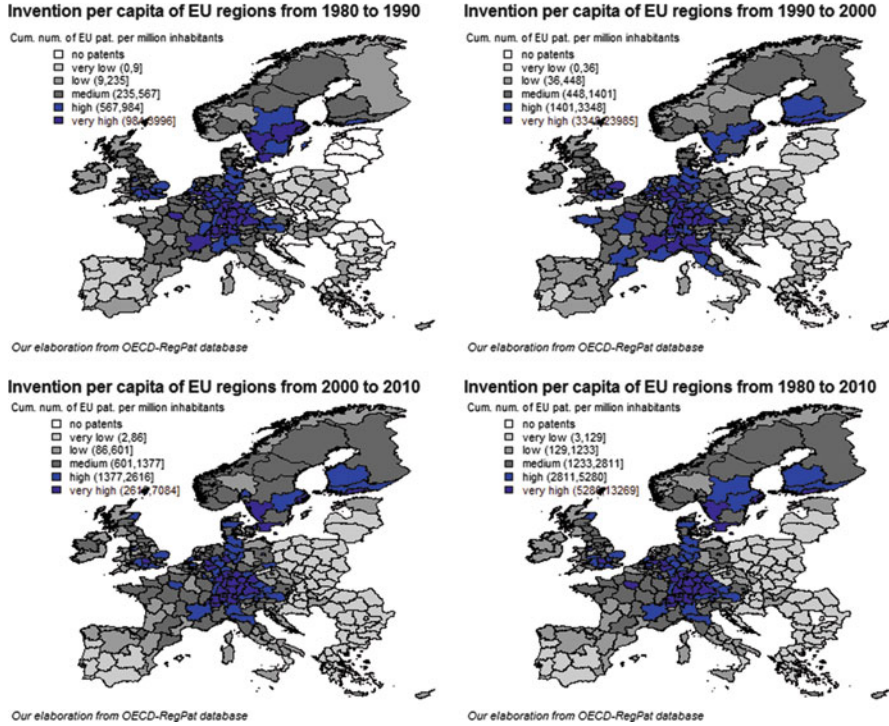 Invention per capita of EU regions from 1980 to 1990
Cum. num. of EU pat. per million inhabitants
no patents
very low (0,9]
low (9,235]
medium (235,567]
high (567,984]
very high (984,3996]
Our elaboration from OECD-RegPat database
Invention per capita of EU regions from 1990 to 2000
Cum. num. of EU pat. per million inhabitants
no patents
very low (0,36]
low (36,448]
medium (448,1401]
high (1401,3348]
very high (3348,23985]
Our elaboration from OECD-RegPat database
Invention per capita of EU regions from 2000 to 2010
Cum. num. of EU pat. per million inhabitants
no patents
very low (2,86]
low (86,601]
medium (601,1377]
high (1377,2616]
very high (2616,7084]
Our elaboration from OECD-RegPat database
Invention per capita of EU regions from 1980 to 2010
Cum. num. of EU pat. per million inhabitants
no patents
very low (3,129]
low (129,1233]
medium (1233,2811]
high (2811,5280]
very high (5280,13269]
Our elaboration from OECD-RegPat database